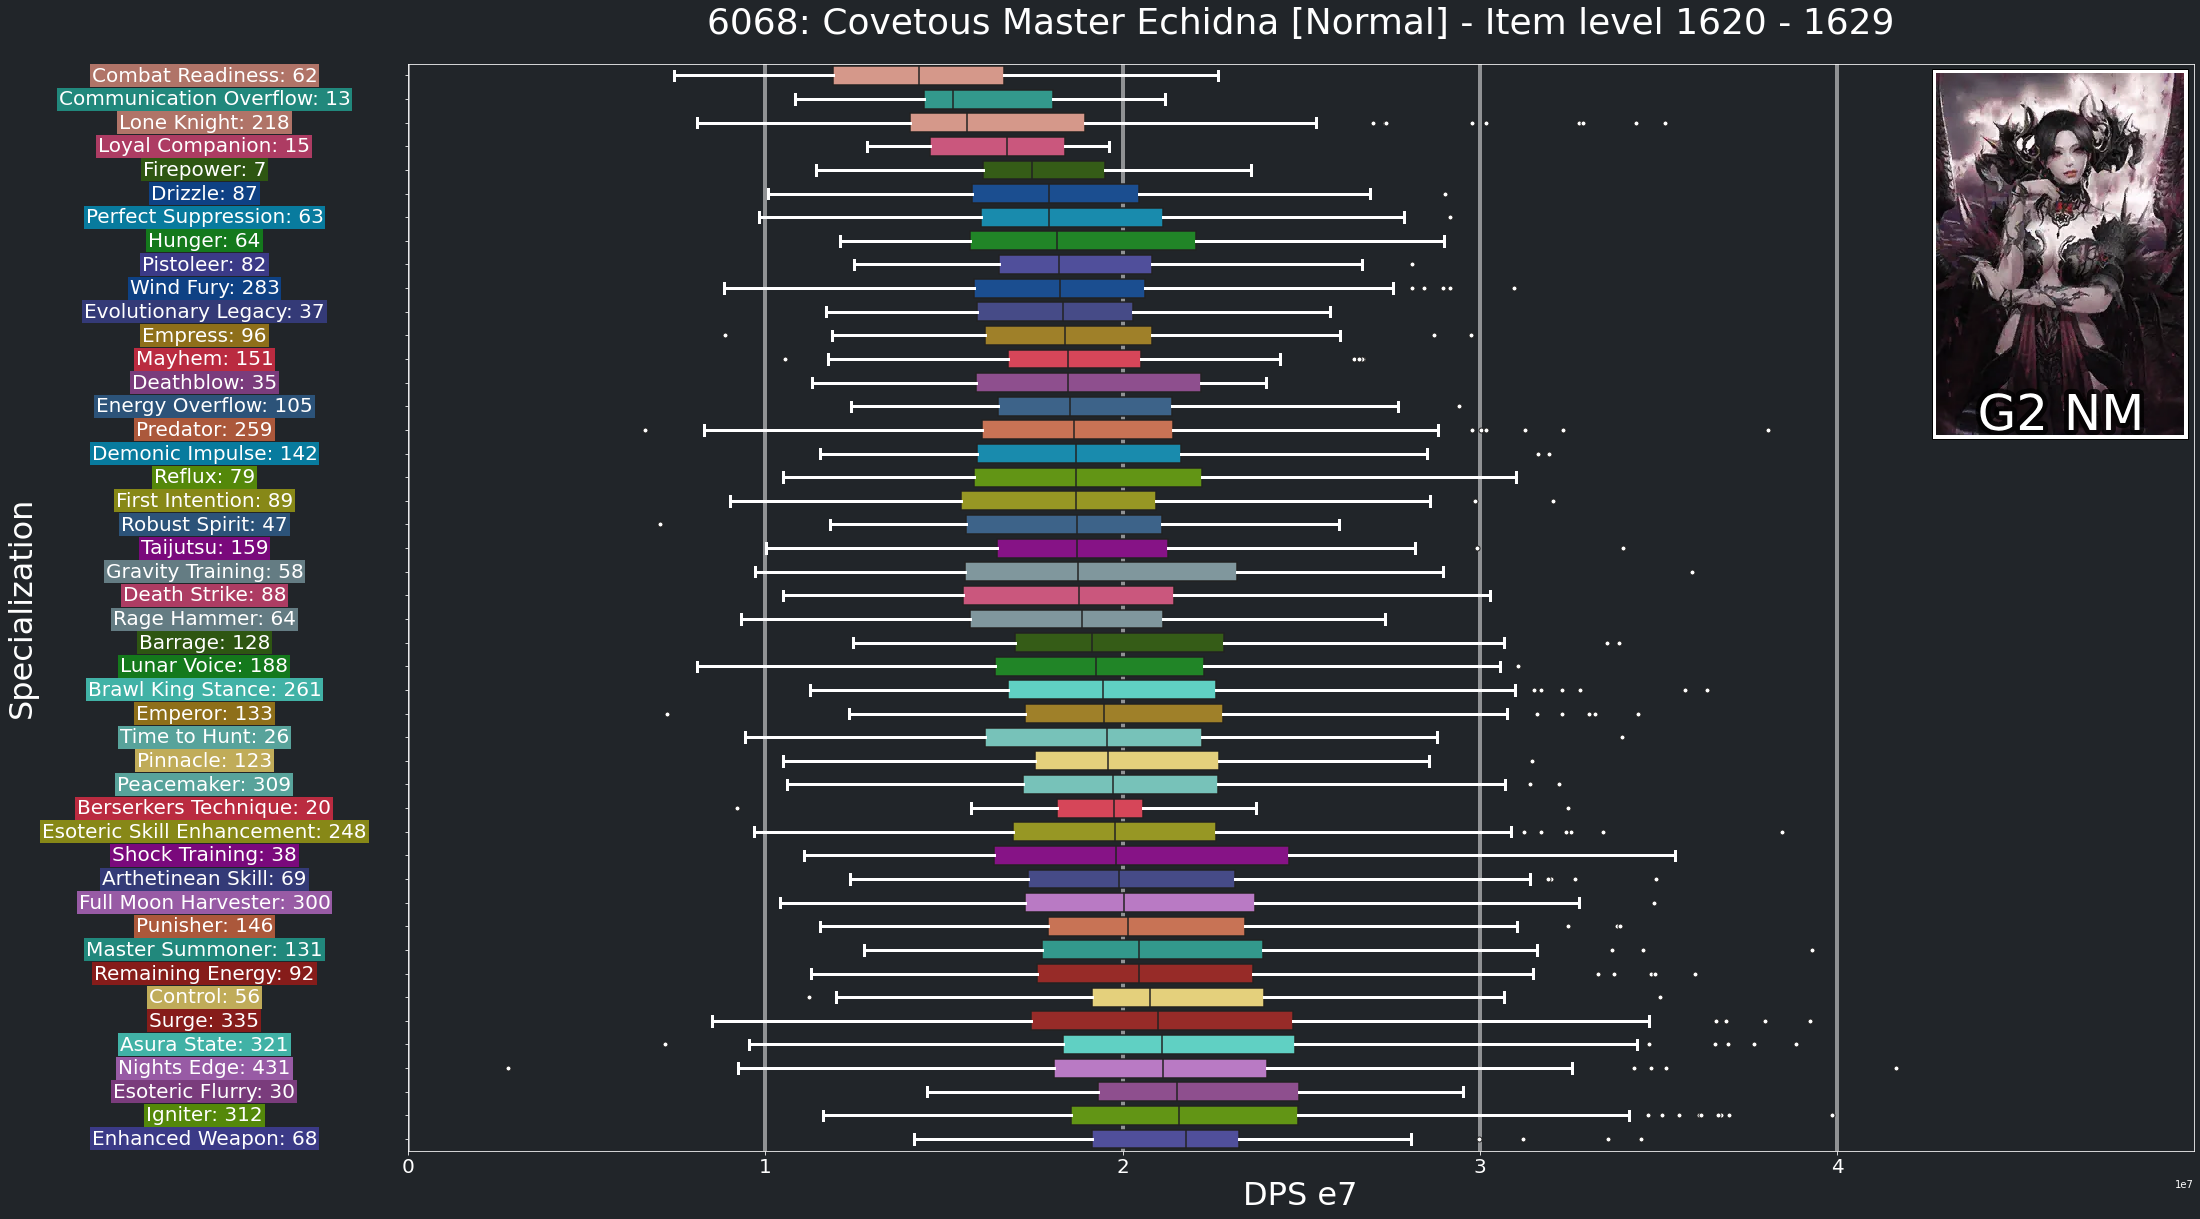 6068: Covetous Master Echidna [Normal] - Item level 1620 - 1629
Specialization
Combat Readiness: 62
Communication Overflow: 13
Lone Knight: 218
Loyal Companion: 15
Firepower: 7
Drizzle: 87
Perfect Suppression: 63
Hunger: 64
Pistoleer: 82
Wind Fury: 283
Evolutionary Legacy: 37
Empress: 96
Mayhem: 151
Deathblow: 35
Energy Overflow: 105
Predator: 259
Demonic Impulse: 142
Reflux: 79
First Intention: 89
Robust Spirit: 47
Taijutsu: 159
Gravity Training: 58
Death Strike: 88
Rage Hammer: 64
Barrage: 128
Lunar Voice: 188
Brawl King Stance: 261
Emperor: 133
Time to Hunt: 26
Pinnacle: 123
Peacemaker: 309
Berserkers Technique: 20
Esoteric Skill Enhancement: 248
Shock Training: 38
Arthetinean Skill: 69
Full Moon Harvester: 300
Punisher: 146
Master Summoner: 131
Remaining Energy: 92
Control: 56
Surge: 335
Asura State: 321
Nights Edge: 431
Esoteric Flurry: 30
Igniter: 312
Enhanced Weapon: 68
G2 NM
0 1 2 3 4
1e7
DPS e7